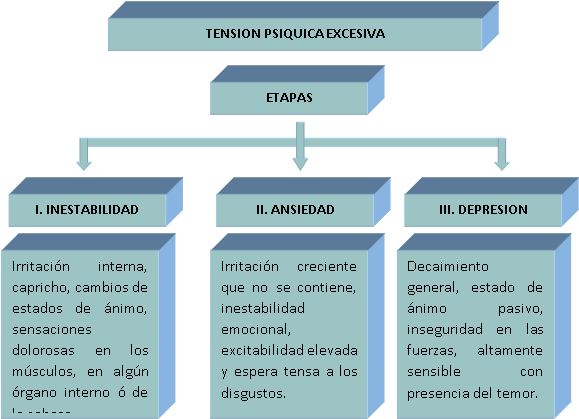 TENSION PSIQUICA EXCESIVA
ETAPAS
I. INESTABILIDAD
Irritación interna,
capricho, cambios de
estados de ánimo,
sensaciones
dolorosas en los
músculos, en algún
órgano interno ó de
II. ANSIEDAD
Irritación creciente
que no se contiene,
inestabilidad
emocional,
excitabilidad elevada
y espera tensa a los
disgustos.
III. DEPRESION
Decaimiento
general, estado de
ánimo pasivo,
inseguridad en las
fuerzas, altamente
sensible con
presencia del temor.